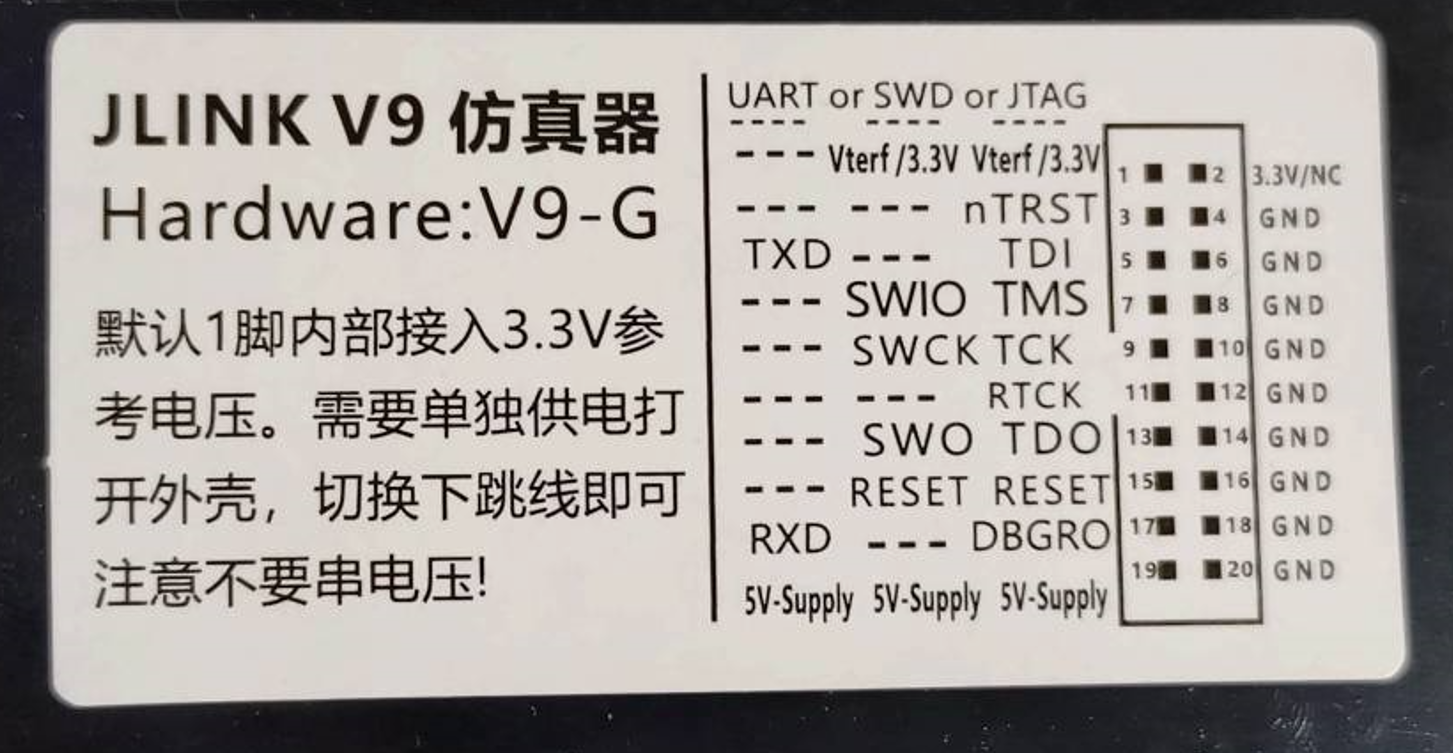 JLINK V9 仿真器
Hardware:V9-G
默认1脚内部接入3.3V参
考电压。需要单独供电打
开外壳，切换下跳线即可
注意不要串电压!
UART or SWD or JTAG
---- ---- ----
--- Vterf/3.3V Vterf/3.3V 1 2 3.3V/NC
--- --- nTRST 3 4 GND
TXD --- TDI 5 6 GND
--- SWIO TMS 7 8 GND
--- SWCK TCK 9 10 GND
--- --- RTCK 11 12 GND
--- SWO TDO 13 14 GND
--- RESET RESET 15 16 GND
RXD --- DBGRO 17 18 GND
5V-Supply 5V-Supply 5V-Supply 19 20 GND